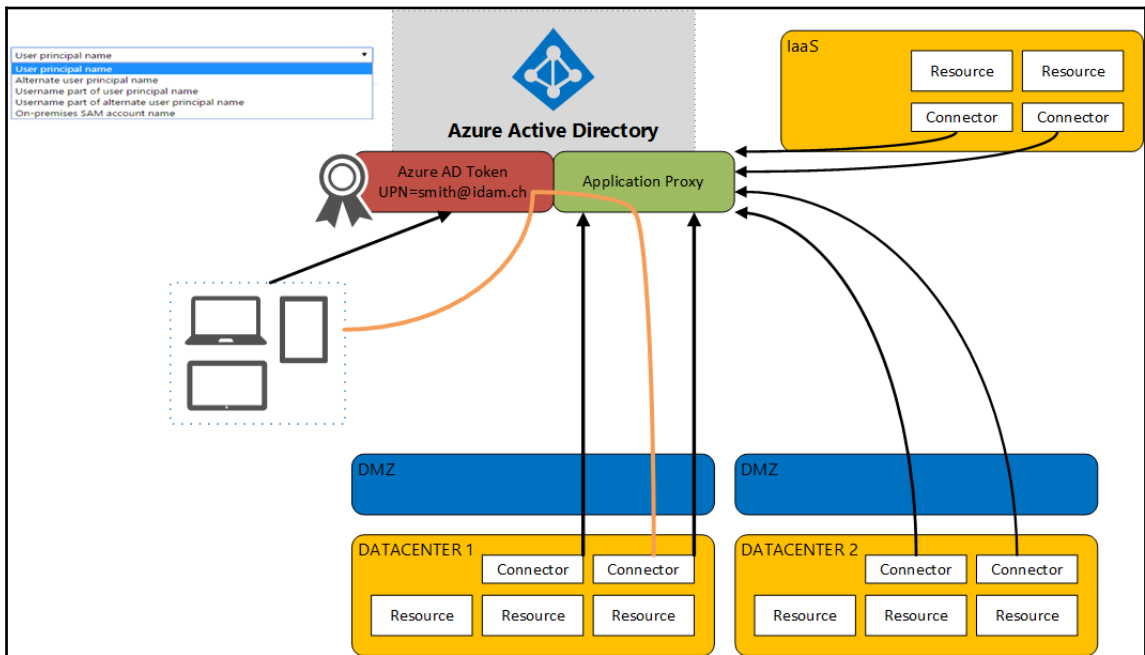 User principal name
User principal name
Alternate user principal name
Username part of user principal name
Username part of alternate user principal name
On-premises SAM account name
Azure Active Directory
IaaS
Resource
Resource
Connector
Connector
Azure AD Token
UPN=smith@idam.ch
Application Proxy
DMZ
DMZ
DATACENTER 1
Connector
Connector
Resource
Resource
Resource
DATACENTER 2
Connector
Connector
Resource
Resource
Resource